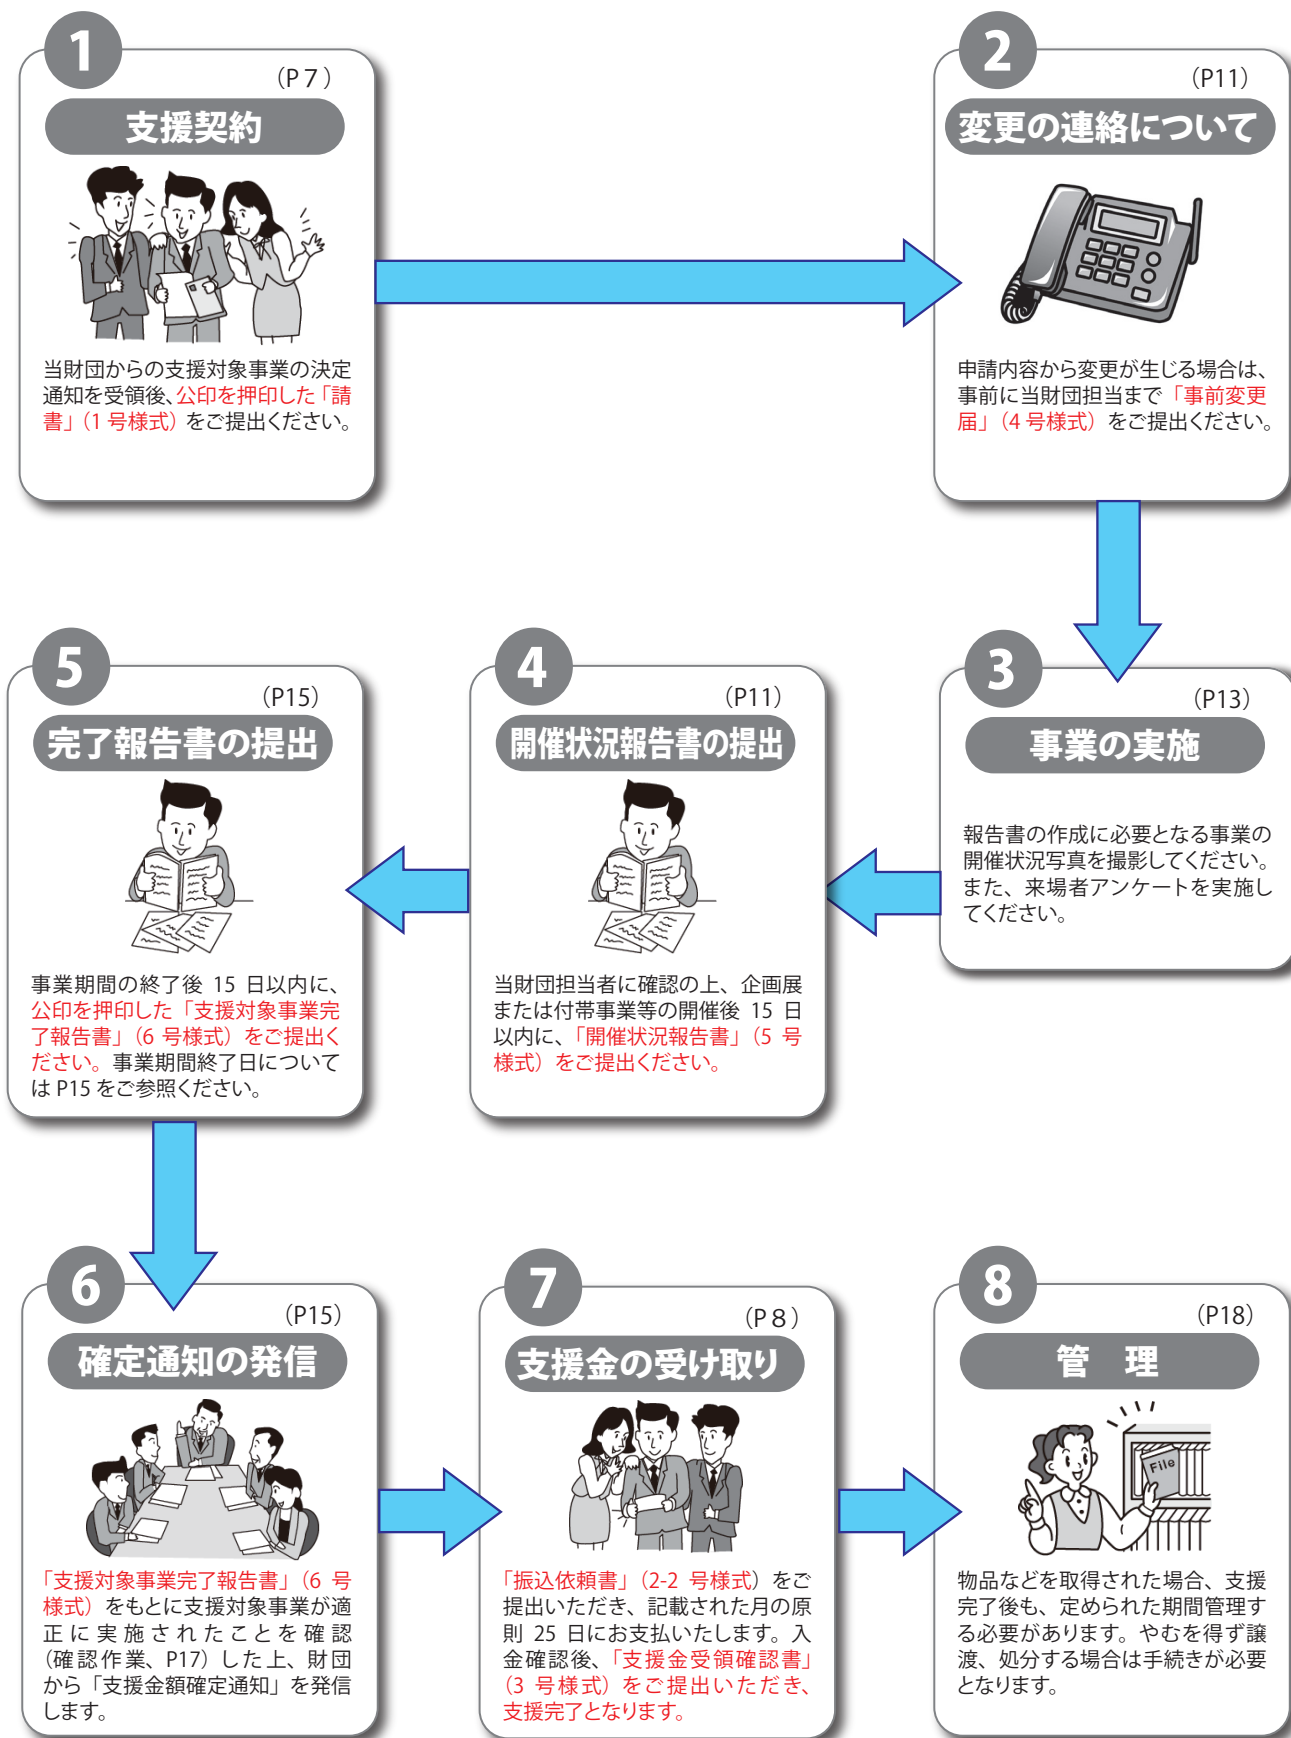 1
（P 7）
支援契約
当財団からの支援対象事業の決定
通知を受領後、公印を押印した「請
書」（1 号様式）をご提出ください。
2
（P11）
変更の連絡について
申請内容から変更が生じる場合は、
事前に当財団担当まで「事前変更
届」（4 号様式）をご提出ください。
3
（P13）
事業の実施
報告書の作成に必要となる事業の
開催状況写真を撮影してください。
また、来場者アンケートを実施し
てください。
4
（P11）
開催状況報告書の提出
当財団担当者に確認の上、企画展
または付帯事業等の開催後 15 日
以内に、「開催状況報告書」（5 号
様式）をご提出ください。
5
（P15）
完了報告書の提出
事業期間の終了後 15 日以内に、
公印を押印した「支援対象事業完
了報告書」（6 号様式）をご提出く
ださい。事業期間終了日について
は P15 をご参照ください。
6
（P15）
確定通知の発信
「支援対象事業完了報告書」（6 号
様式）をもとに支援対象事業が適
正に実施されたことを確認
（確認作業、P17）した上、財団
から「支援金額確定通知」を発信
します。
7
（P 8）
支援金の受け取り
「振込依頼書」（2-2 号様式）をご
提出いただき、記載された月の原
則 25 日にお支払いたします。入
金確認後、「支援金受領確認書」
（3 号様式）をご提出いただき、
支援完了となります。
8
（P18）
管　理
File
物品などを取得された場合、支援
完了後も、定められた期間管理す
る必要があります。やむを得ず譲
渡、処分する場合は手続きが必要
となります。